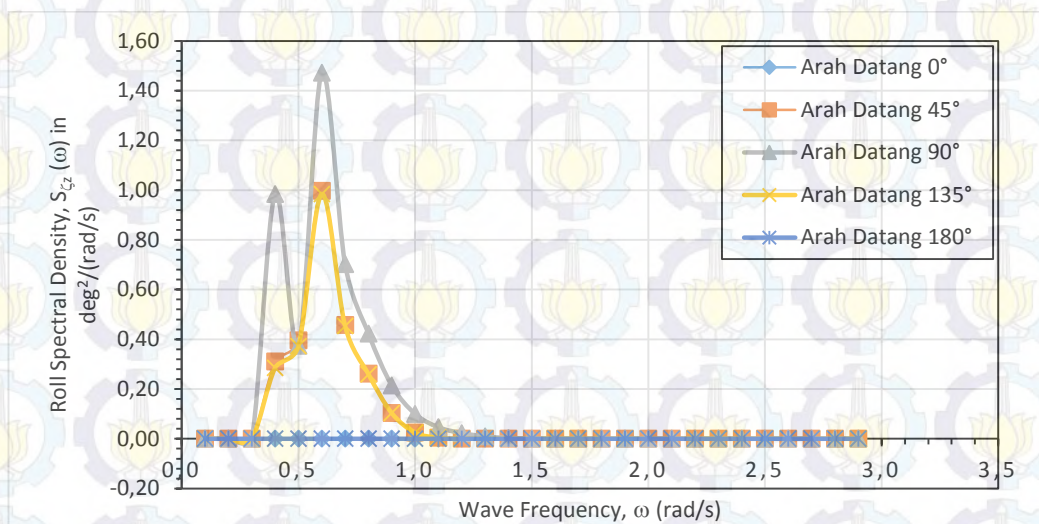 1,60
1,40
1,20
1,00
0,80
0,60
0,40
0,20
0,00
-0,20
0,0 0,5 1,0 1,5 2,0 2,5 3,0 3,5
Roll Spectral Density, Sζz (ω) in
deg²/(rad/s)
Wave Frequency, ω (rad/s)
Arah Datang 0°
Arah Datang 45°
Arah Datang 90°
Arah Datang 135°
Arah Datang 180°